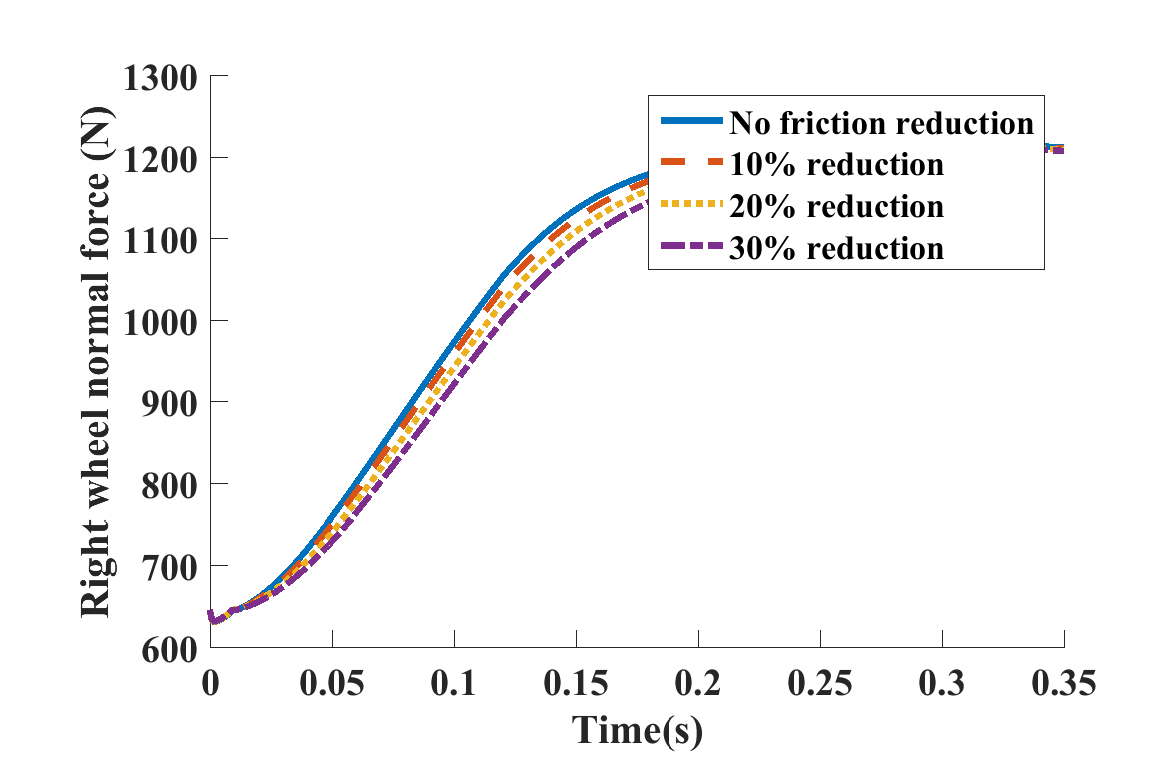 1300
1200
1100
1000
900
800
700
600
Right wheel normal force (N)
No friction reduction
10% reduction
20% reduction
30% reduction
0 0.05 0.1 0.15 0.2 0.25 0.3 0.35
Time(s)